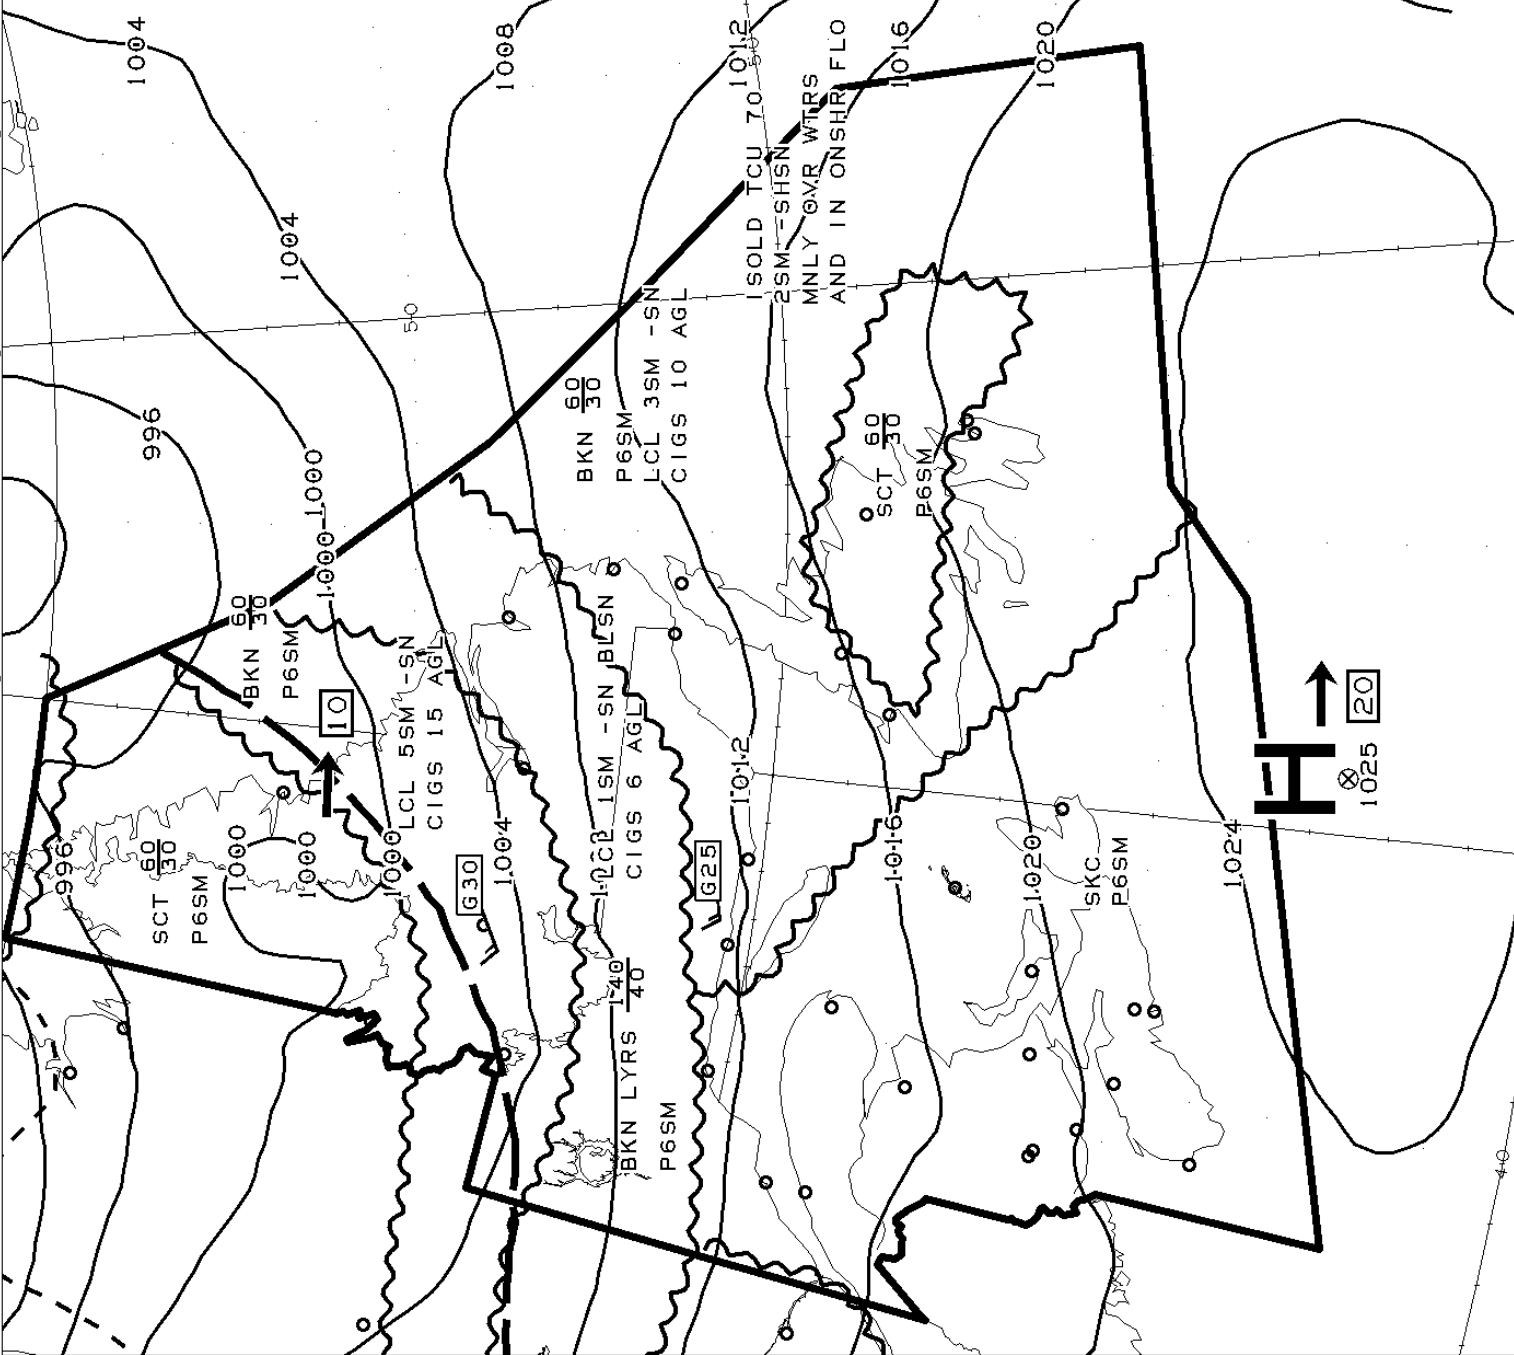 1004
1008
1012
50
1016
1020
1004
50
996
1000
1000
ISOLD TCU 70
2SM -SHSN
MNLY OVR WTRS
AND IN ONSHR FLO
BKN 60
30
P6SM
LCL 3SM -SN
CIGS 10 AGL
SCT 60
30
P6SM
BKN 60
30
P6SM
10
LCL 5SM -SN
CIGS 15 AGL
LCL 1SM -SN BLSN
CIGS 6 AGL
996
SCT 60
30
P6SM
1000
1000
1000
G30
1004
G25
1012
1016
1020
1024
BKN LYRS 140
40
P6SM
SKC
P6SM
H
1025
20
40